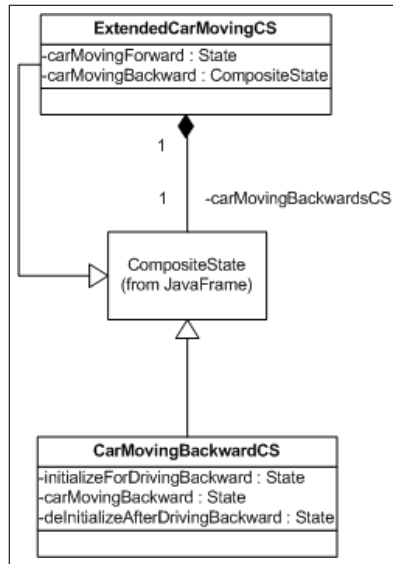 ExtendedCarMovingCS
-carMovingForward : State
-carMovingBackward : CompositeState
1
1
-carMovingBackwardsCS
CompositeState
(from JavaFrame)
CarMovingBackwardCS
-initializeForDrivingBackward : State
-carMovingBackward : State
-deInitializeAfterDrivingBackward : State